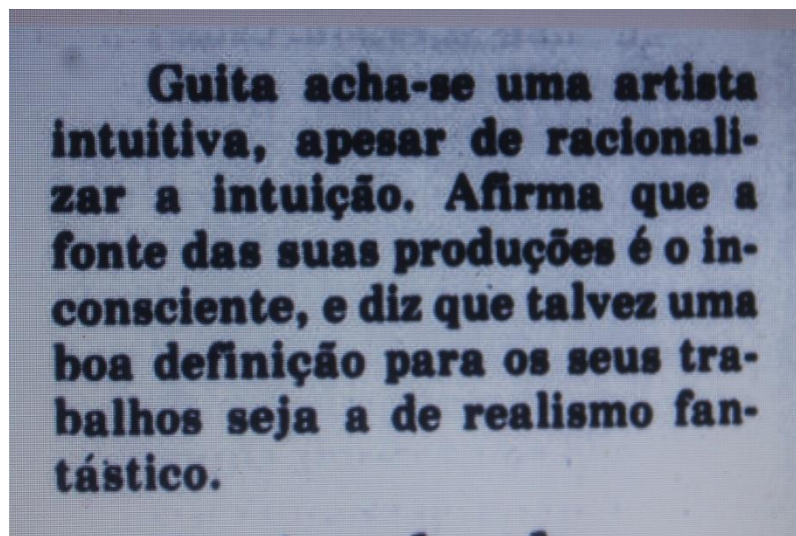 Guita acha-se uma artista
intuitiva, apesar de racionali-
zar a intuição. Afirma que a
fonte das suas produções é o in-
consciente, e diz que talvez uma
boa definição para os seus tra-
balhos seja a de realismo fan-
tástico.